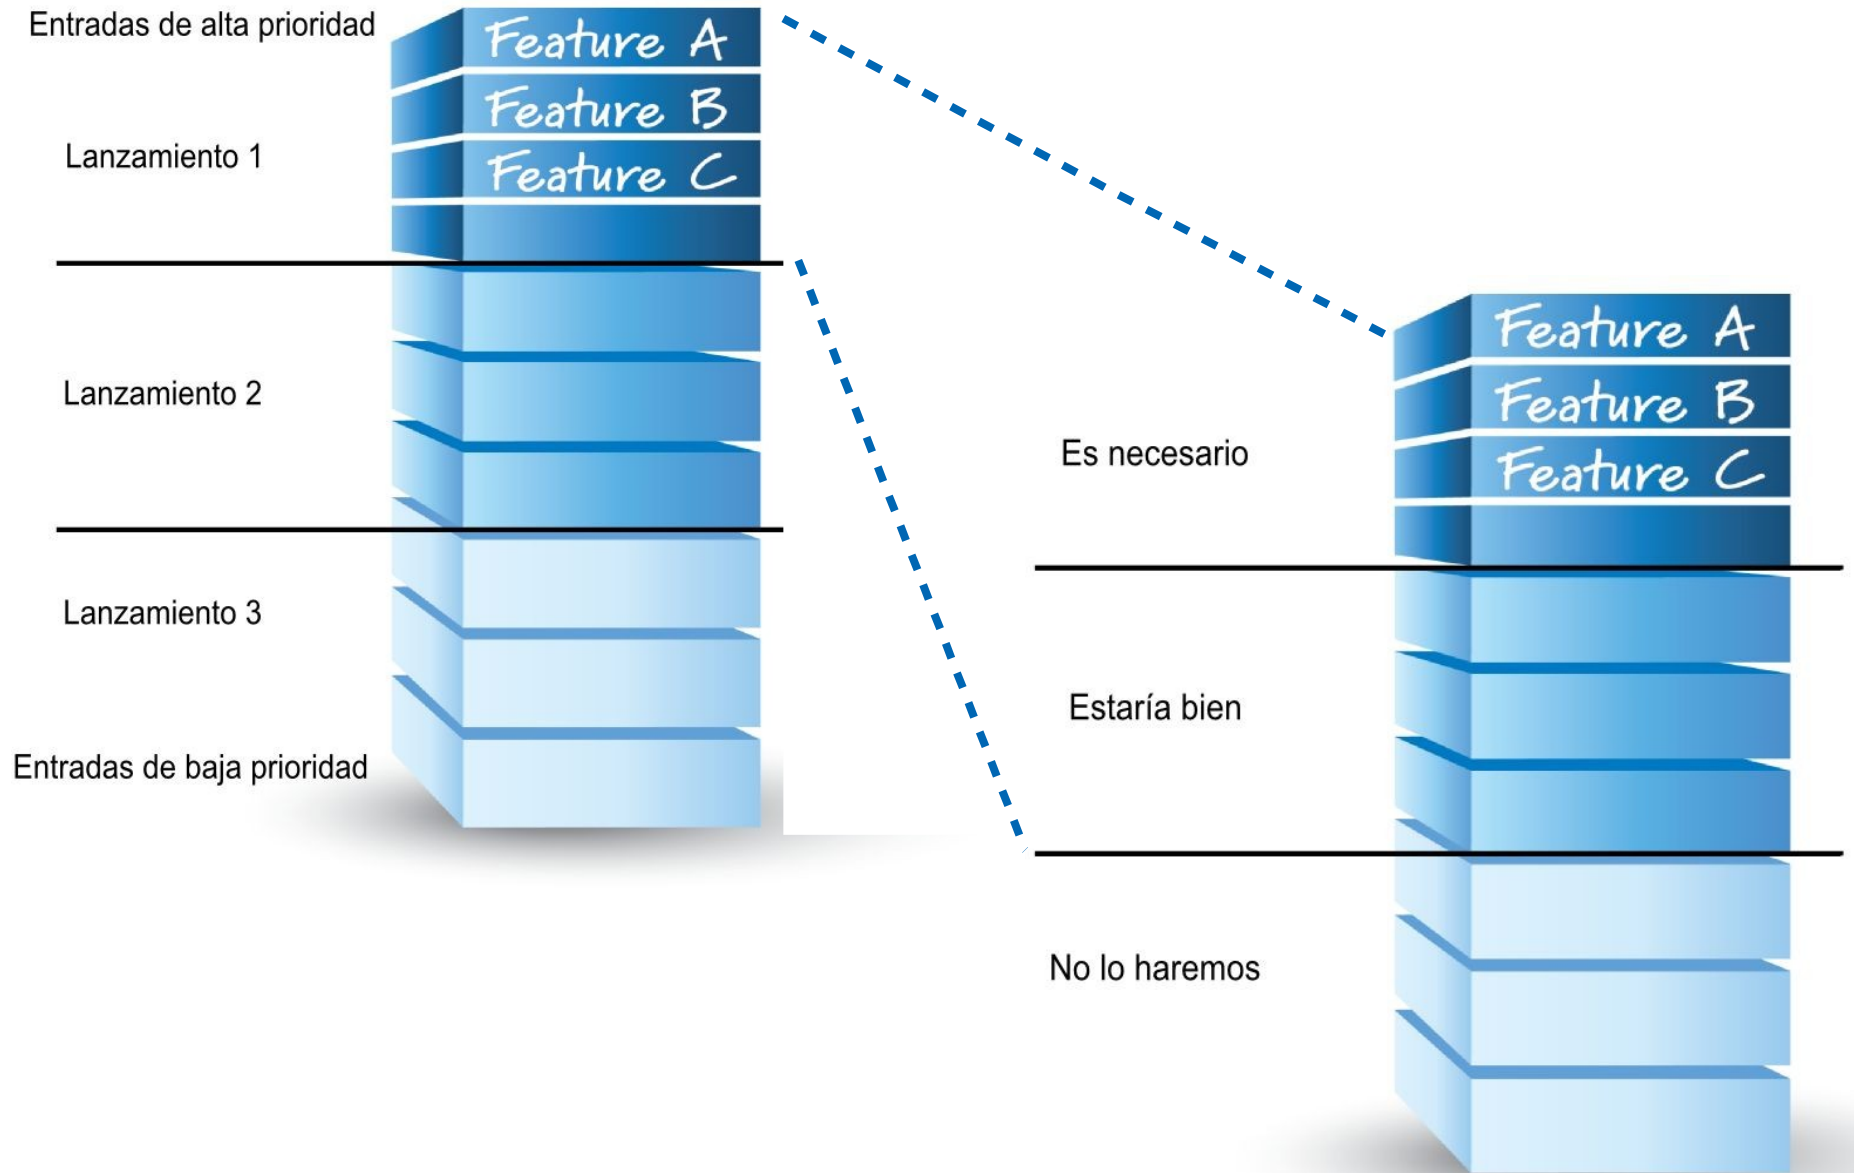 Entradas de alta prioridad
Feature A
Feature B
Lanzamiento 1
Feature C
Lanzamiento 2
Lanzamiento 3
Entradas de baja prioridad
Feature A
Feature B
Es necesario
Feature C
Estaría bien
No lo haremos